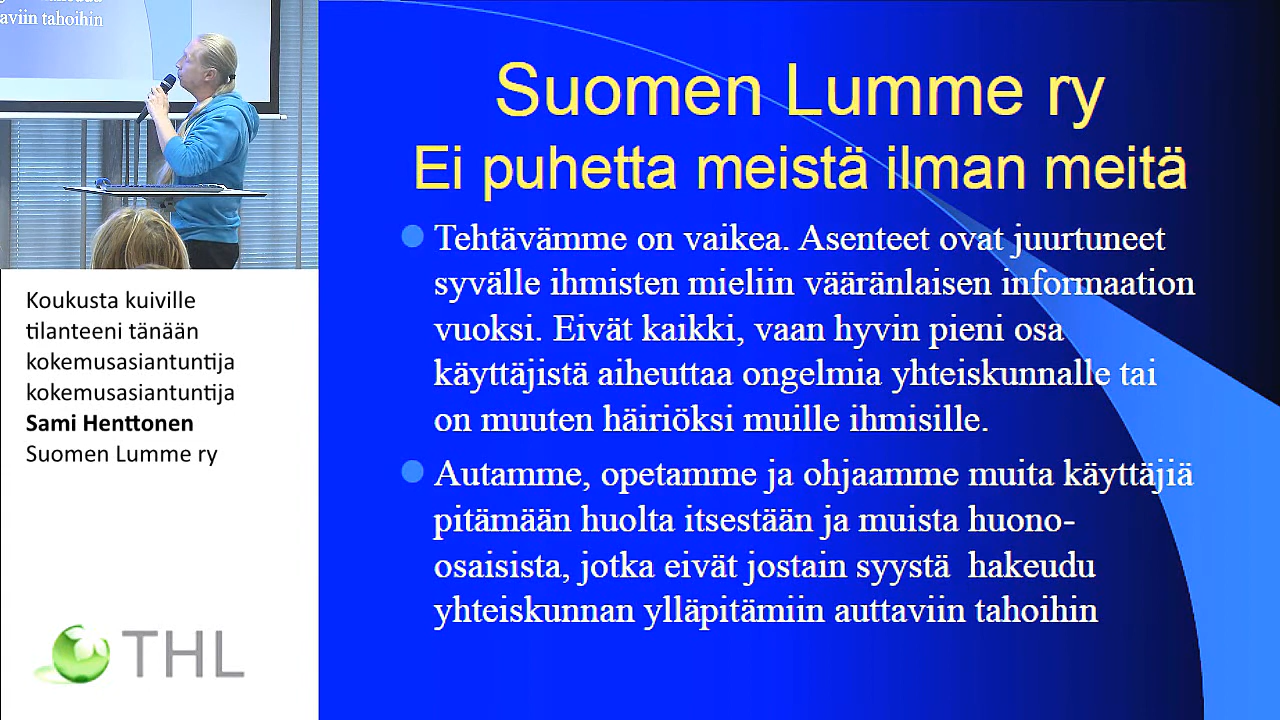 taaviin tahoihin
Koukusta kuiville
tilanteeni tänään
kokemusasiantuntija
kokemusasiantuntija
Sami Henttonen
Suomen Lumme ry
THL
Suomen Lumme ry
Ei puhetta meistä ilman meitä
Tehtävämme on vaikea. Asenteet ovat juurtuneet
syvälle ihmisten mieliin vääränlaisen informaation
vuoksi. Eivät kaikki, vaan hyvin pieni osa
käyttäjistä aiheuttaa ongelmia yhteiskunnalle tai
on muuten häiriöksi muille ihmisille.
Autamme, opetamme ja ohjaamme muita käyttäjiä
pitämään huolta itsestään ja muista huono-
osaisista, jotka eivät jostain syystä hakeudu
yhteiskunnan ylläpitämiin auttaviin tahoihin